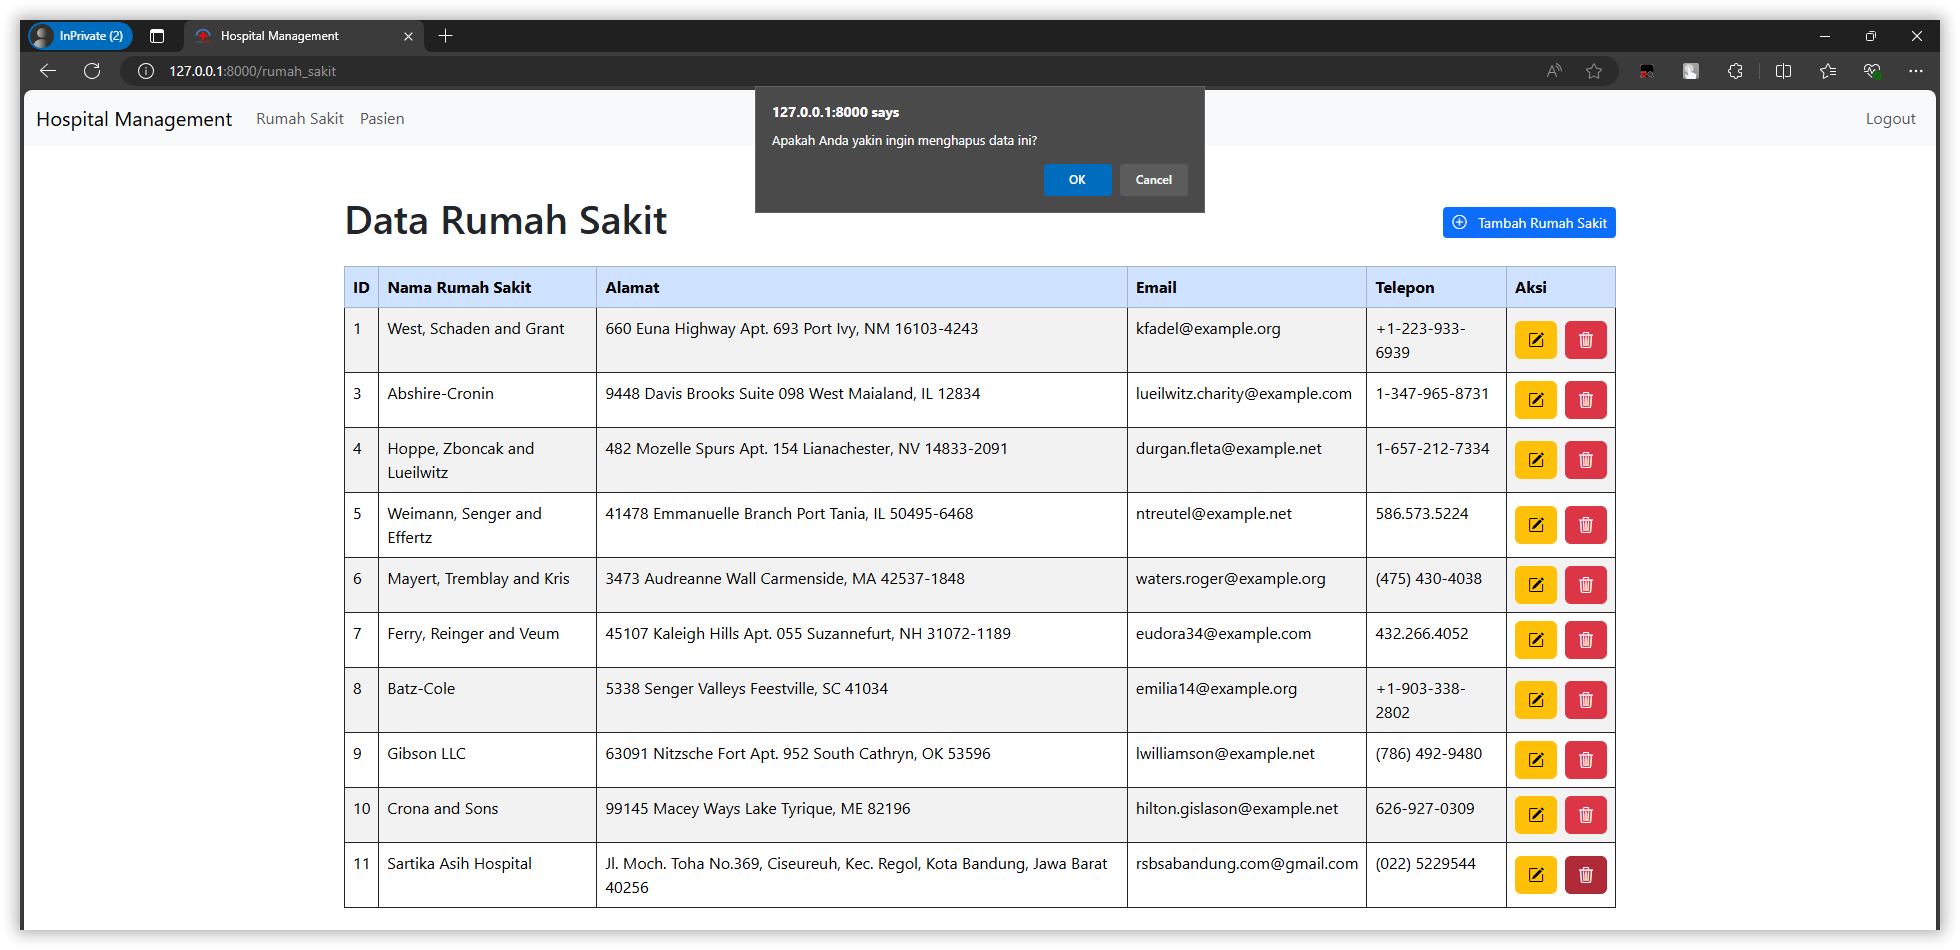 InPrivate (2)
Hospital Management
127.0.0.1:8000/rumah_sakit
127.0.0.1:8000 says
Apakah Anda yakin ingin menghapus data ini?
OK Cancel
Hospital Management Rumah Sakit Pasien Logout
Data Rumah Sakit
Tambah Rumah Sakit
ID Nama Rumah Sakit Alamat Email Telepon Aksi
1 West, Schaden and Grant 660 Euna Highway Apt. 693 Port Ivy, NM 16103-4243 kfadel@example.org +1-223-933-
6939
3 Abshire-Cronin 9448 Davis Brooks Suite 098 West Maialand, IL 12834 lueilwitz.charity@example.com 1-347-965-8731
4 Hoppe, Zboncak and 482 Mozelle Spurs Apt. 154 Lianachester, NV 14833-2091 durgan.fleta@example.net 1-657-212-7334
Lueilwitz
5 Weimann, Senger and 41478 Emmanuelle Branch Port Tania, IL 50495-6468 ntreutel@example.net 586.573.5224
Effertz
6 Mayert, Tremblay and Kris 3473 Audreanne Wall Carmenside, MA 42537-1848 waters.roger@example.org (475) 430-4038
7 Ferry, Reinger and Veum 45107 Kaleigh Hills Apt. 055 Suzannefurt, NH 31072-1189 eudora34@example.com 432.266.4052
8 Batz-Cole 5338 Senger Valleys Feestville, SC 41034 emilia14@example.org +1-903-338-
2802
9 Gibson LLC 63091 Nitzsche Fort Apt. 952 South Cathryn, OK 53596 lwilliamson@example.net (786) 492-9480
10 Crona and Sons 99145 Macey Ways Lake Tyrique, ME 82196 hilton.gislason@example.net 626-927-0309
11 Sartika Asih Hospital Jl. Moch. Toha No.369, Ciseureuh, Kec. Regol, Kota Bandung, Jawa Barat rsbsabandung.com@gmail.com (022) 5229544
40256